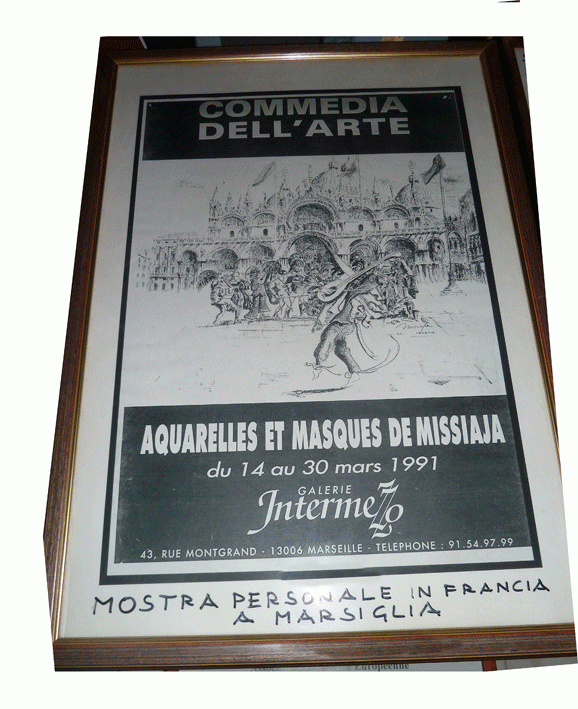 COMMEDIA
DELL'ARTE
AQUARELLES ET MASQUES DE MISSIAJA
du 14 au 30 mars 1991
GALERIE
IntermeZZo
43, RUE MONTGRAND - 13006 MARSEILLE - TELEPHONE : 91.54.97.99
MOSTRA PERSONALE IN FRANCIA
A MARSIGLIA
Européenne